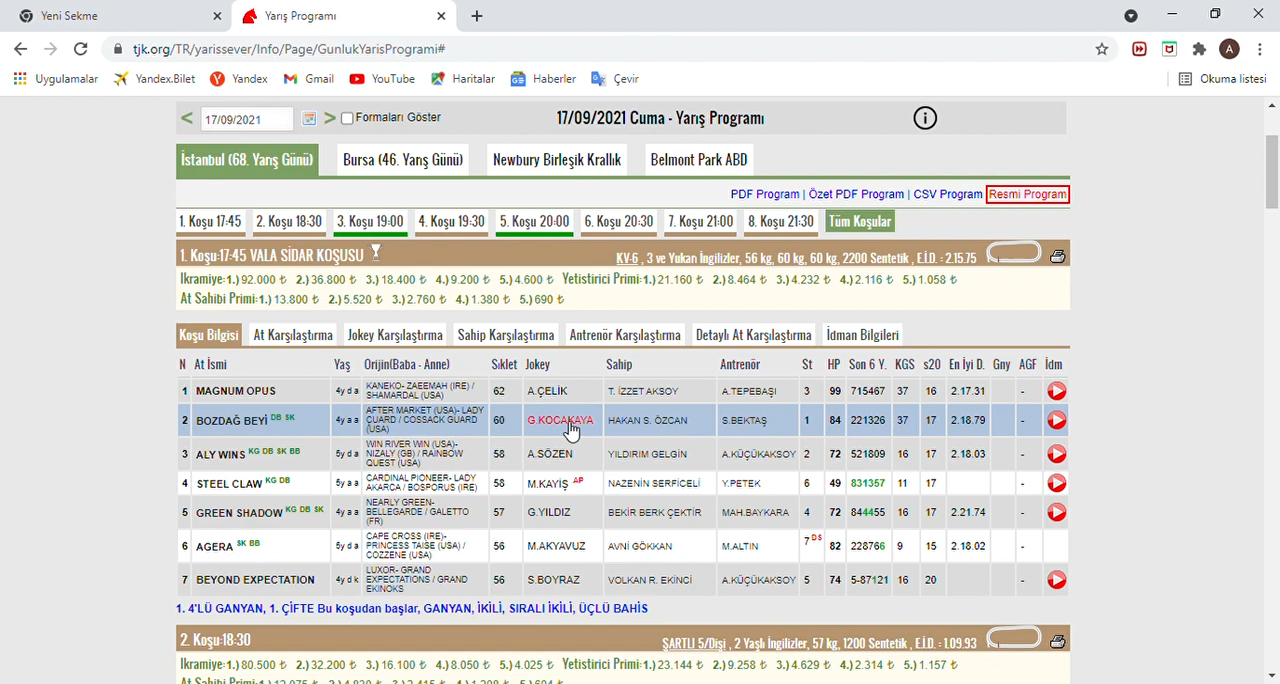 Yeni Sekme
Yarış Programı
tjk.org/TR/yarissever/Info/Page/GunlukYarisProgrami#
A
Uygulamalar Yandex.Bilet Yandex Gmail YouTube Haritalar Haberler Çevir Okuma listesi
< 17/09/2021 > Formaları Göster 17/09/2021 Cuma - Yarış Programı
İstanbul (68. Yarış Günü) Bursa (46. Yarış Günü) Newbury Birleşik Krallık Belmont Park ABD
PDF Program | Özet PDF Program | CSV Program Resmi Program
1. Koşu 17:45 2. Koşu 18:30 3. Koşu 19:00 4. Koşu 19:30 5. Koşu 20:00 6. Koşu 20:30 7. Koşu 21:00 8. Koşu 21:30 Tüm Koşular
1. Koşu:17:45 VALA SİDAR KOŞUSU KV-6 , 3 ve Yukarı İngilizler, 56 kg, 60 kg, 60 kg, 2200 Sentetik , E.İ.D. : 2.15.75
İkramiye:1.)92.000 ₺ 2.)36.800 ₺ 3.)18.400 ₺ 4.)9.200 ₺ 5.)4.600 ₺ Yetistirici Primi:1.)21.160 ₺ 2.)8.464 ₺ 3.)4.232 ₺ 4.)2.116 ₺ 5.)1.058 ₺
At Sahibi Primi:1.)13.800 ₺ 2.)5.520 ₺ 3.)2.760 ₺ 4.)1.380 ₺ 5.)690 ₺
Koşu Bilgisi At Karşılaştırma Jokey Karşılaştırma Sahip Karşılaştırma Antrenör Karşılaştırma Detaylı At Karşılaştırma İdman Bilgileri
N At İsmi Yaş Orijin(Baba - Anne) Sıklet Jokey Sahip Antrenör St HP Son 6 Y. KGS s20 En İyi D. Gny AGF İdm
1 MAGNUM OPUS 4y d a KANEKO- ZAEEMAH (IRE) / SHAMARDAL (USA) 62 A.ÇELİK T. İZZET AKSOY A.TEPEBAŞI 3 99 715467 37 16 2.17.31 -
2 BOZDAĞ BEYİ DB SK 4y a a AFTER MARKET (USA)- LADY GUARD / COSSACK GUARD (USA) 60 G.KOCAKAYA HAKAN S. ÖZCAN S.BEKTAŞ 1 84 221326 37 17 2.18.79 -
3 ALY WINS KG DB SK BB 5y d a WIN RIVER WIN (USA)- NIZALY (GB) / RAINBOW QUEST (USA) 58 A.SÖZEN YILDIRIM GELGİN A.KÜÇÜKAKSOY 2 72 521809 16 17 2.18.03 -
4 STEEL CLAW KG DB 5y a a CARDINAL PIONEER- LADY AKARCA / BOSPORUS (IRE) 58 M.KAYİŞ AP NAZENİN SERFİCELİ Y.PETEK 6 49 831357 11 17 -
5 GREEN SHADOW KG DB SK 4y a a NEARLY GREEN- BELLEGARDE / GALETTO (FR) 57 G.YILDIZ BEKİR BERK ÇEKTİR MAH.BAYKARA 4 72 844455 16 17 2.21.74 -
6 AGERA SK BB 5y d a CAPE CROSS (IRE)- PRINCESS TAISE (USA) / COZZENE (USA) 56 M.AKYAVUZ AVNİ GÖKKAN M.ALTIN 7 DS 82 228766 9 15 2.18.02 -
7 BEYOND EXPECTATION 4y d k LUXOR- GRAND EXPECTATIONS / GRAND EKINOKS 56 S.BOYRAZ VOLKAN R. EKİNCİ A.KÜÇÜKAKSOY 5 74 5-87121 16 20 -
1. 4'LÜ GANYAN, 1. ÇİFTE Bu koşudan başlar, GANYAN, İKİLİ, SIRALI İKİLİ, ÜÇLÜ BAHİS
2. Koşu:18:30 ŞARTLI 5/Dişi , 2 Yaşlı İngilizler, 57 kg, 1200 Sentetik , E.İ.D. : 1.09.93
İkramiye:1.)80.500 ₺ 2.)32.200 ₺ 3.)16.100 ₺ 4.)8.050 ₺ 5.)4.025 ₺ Yetistirici Primi:1.)23.144 ₺ 2.)9.258 ₺ 3.)4.629 ₺ 4.)2.314 ₺ 5.)1.157 ₺
At Sahibi Primi:1.)12.075 ₺ 2.)4.830 ₺ 3.)2.415 ₺ 4.)1.208 ₺ 5.)604 ₺